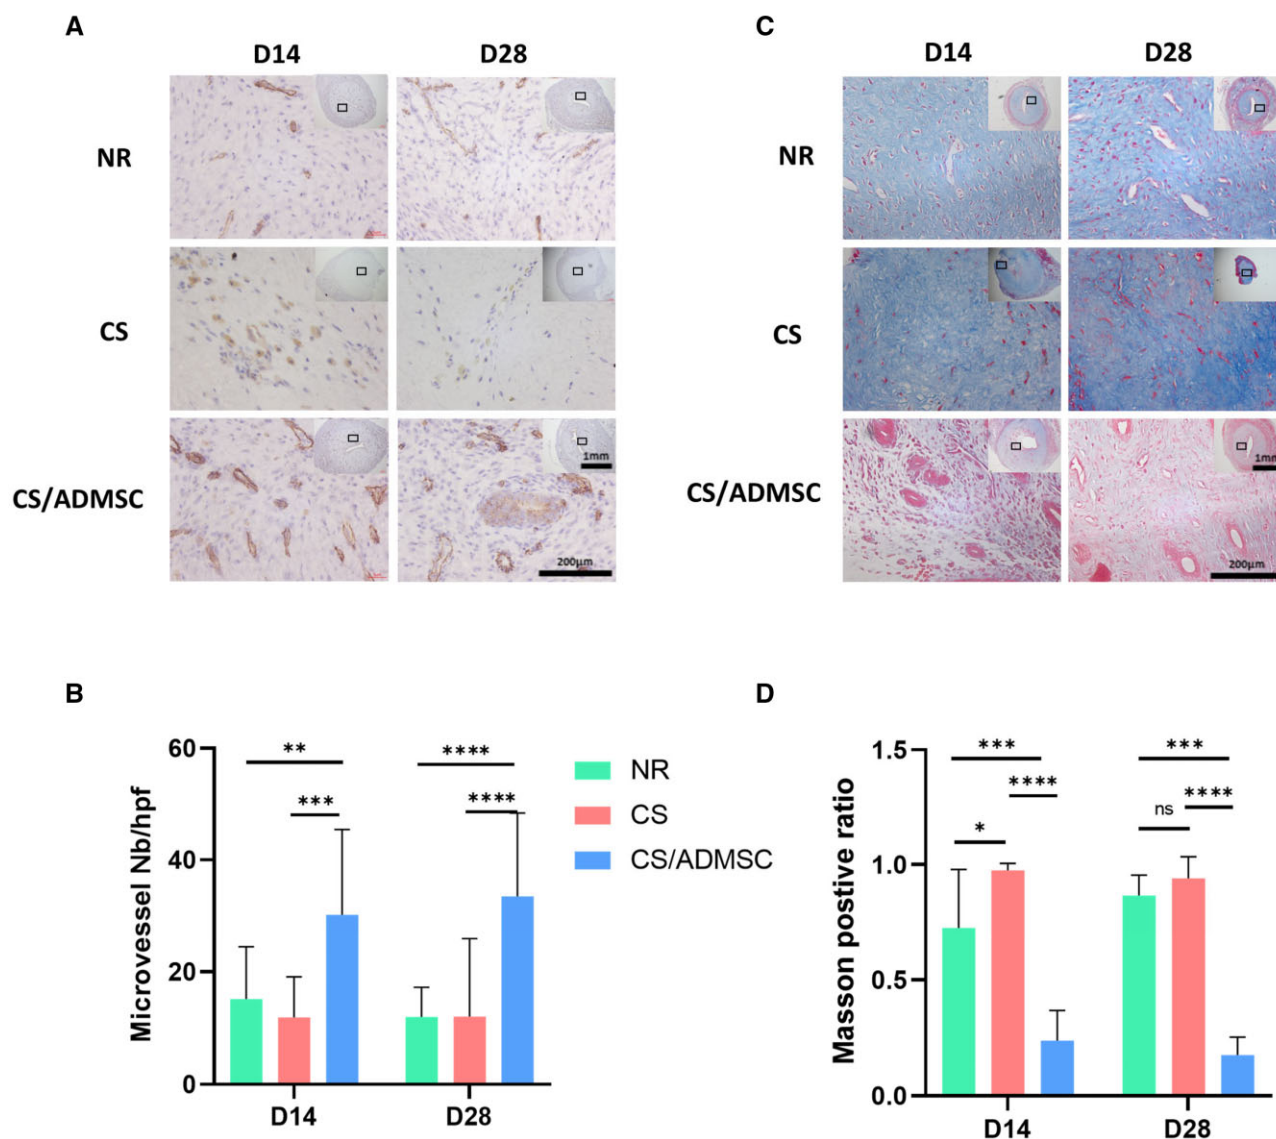 A
D14
D28
NR
CS
CS/ADMSC
1mm
200µm
C
D14
D28
NR
CS
CS/ADMSC
1mm
200µm
B
Microvessel Nb/hpf
60
40
20
0
**
***
****
****
D14
D28
NR
CS
CS/ADMSC
D
Masson postive ratio
1.5
1.0
0.5
0.0
***
****
*
***
****
ns
D14
D28